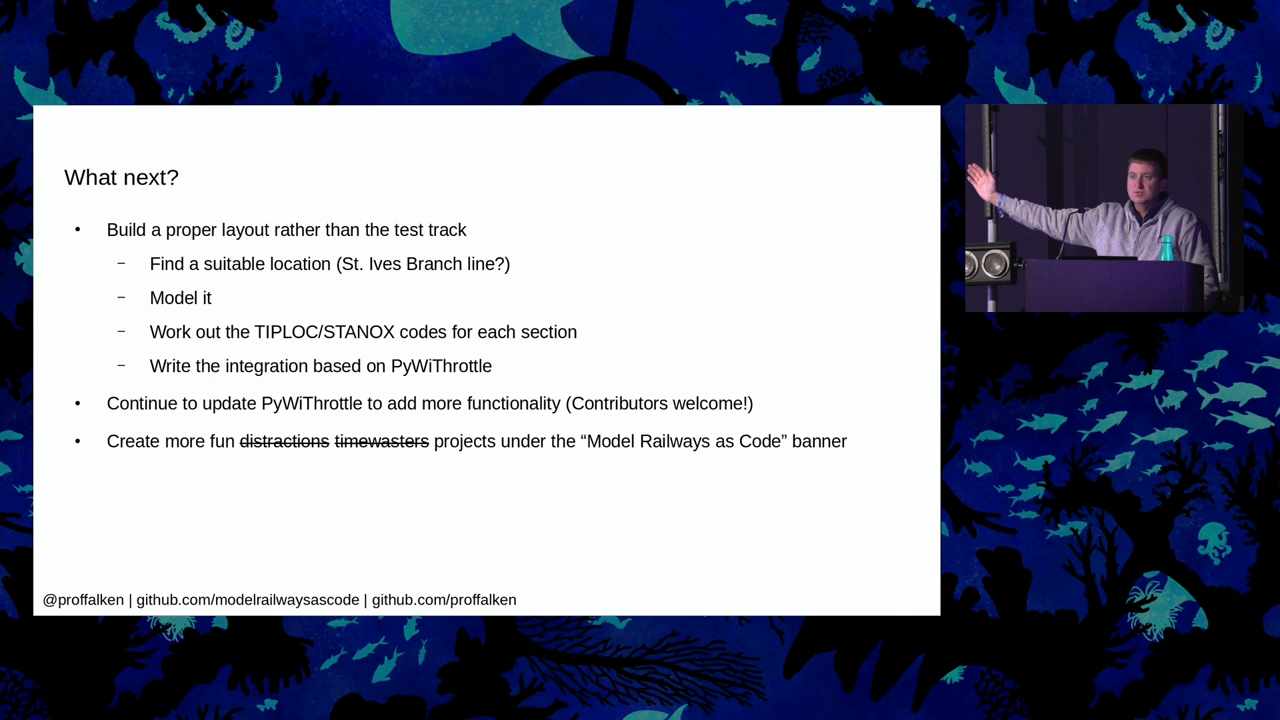 What next?
• Build a proper layout rather than the test track
– Find a suitable location (St. Ives Branch line?)
– Model it
– Work out the TIPLOC/STANOX codes for each section
– Write the integration based on PyWiThrottle
• Continue to update PyWiThrottle to add more functionality (Contributors welcome!)
• Create more fun distractions timewasters projects under the “Model Railways as Code” banner
@proffalken | github.com/modelrailwaysascode | github.com/proffalken